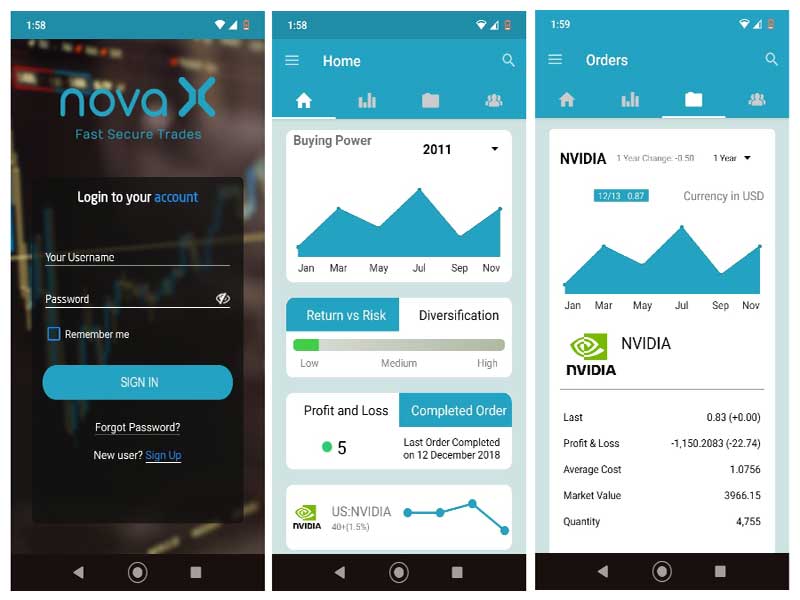 1:58
nova X
Fast Secure Trades
Login to your account
Your Username
Password
Remember me
SIGN IN
Forgot Password?
New user? Sign Up
1:58
Home
Buying Power
2011
Jan Mar May Jul Sep Nov
Return vs Risk Diversification
Low Medium High
Profit and Loss Completed Order
5
Last Order Completed
on 12 December 2018
NVIDIA
US:NVIDIA
40+(1.5%)
1:59
Orders
NVIDIA 1 Year Change: -0.50 1 Year
12/13 0.87 Currency in USD
Jan Mar May Jul Sep Nov
NVIDIA
NVIDIA
Last 0.83 (+0.00)
Profit & Loss -1,150.2083 (-22.74)
Average Cost 1.0756
Market Value 3966.15
Quantity 4,755